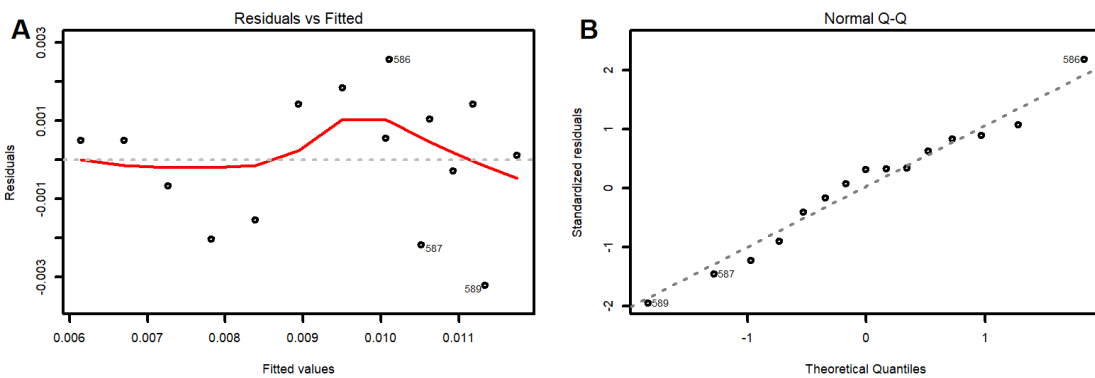 A
Residuals vs Fitted
Residuals
0.003
0.001
-0.001
-0.003
586
587
589
0.006 0.007 0.008 0.009 0.010 0.011
Fitted values
B
Normal Q-Q
Standardized residuals
2
1
0
-1
-2
586
587
589
-1 0 1
Theoretical Quantiles